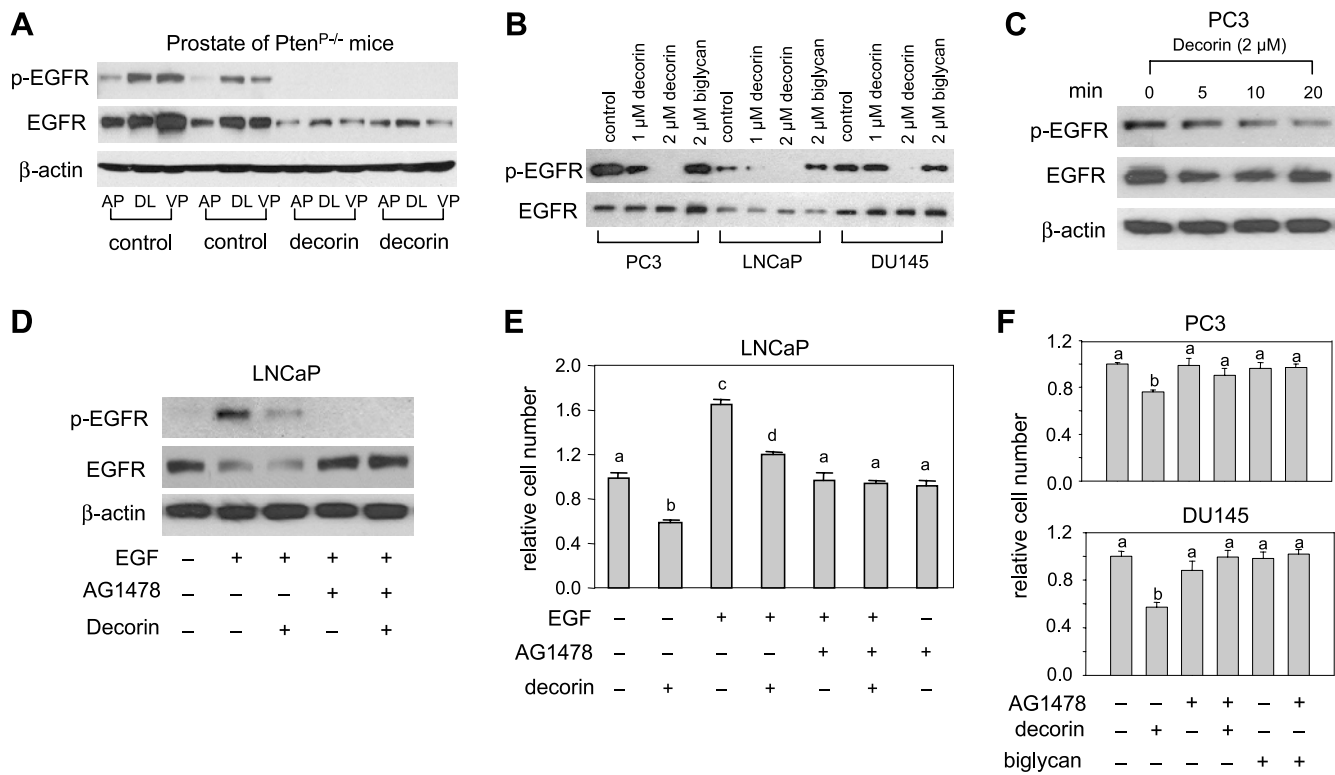 A
Prostate of Pten^P-/- mice
p-EGFR
EGFR
β-actin
AP DL VP AP DL VP AP DL VP AP DL VP
control control decorin decorin
B
control 1 μM decorin 2 μM decorin 2 μM biglycan control 1 μM decorin 2 μM decorin 2 μM biglycan control 1 μM decorin 2 μM decorin 2 μM biglycan
p-EGFR
EGFR
PC3 LNCaP DU145
C
PC3
Decorin (2 μM)
min 0 5 10 20
p-EGFR
EGFR
β-actin
D
LNCaP
p-EGFR
EGFR
β-actin
EGF – + + + +
AG1478 – – – + +
Decorin – – + – +
E
LNCaP
relative cell number
2.0
1.6
1.2
0.8
0.4
0.0
a b c d a a a
EGF – – + + + + –
AG1478 – – – – + + +
decorin – + – + – + –
F
PC3
relative cell number
1.2
0.8
0.4
0.0
a b a a a a
DU145
1.2
0.8
0.4
0.0
a b a a a a
AG1478 – – + + – +
decorin – + – + – –
biglycan – – – – + +